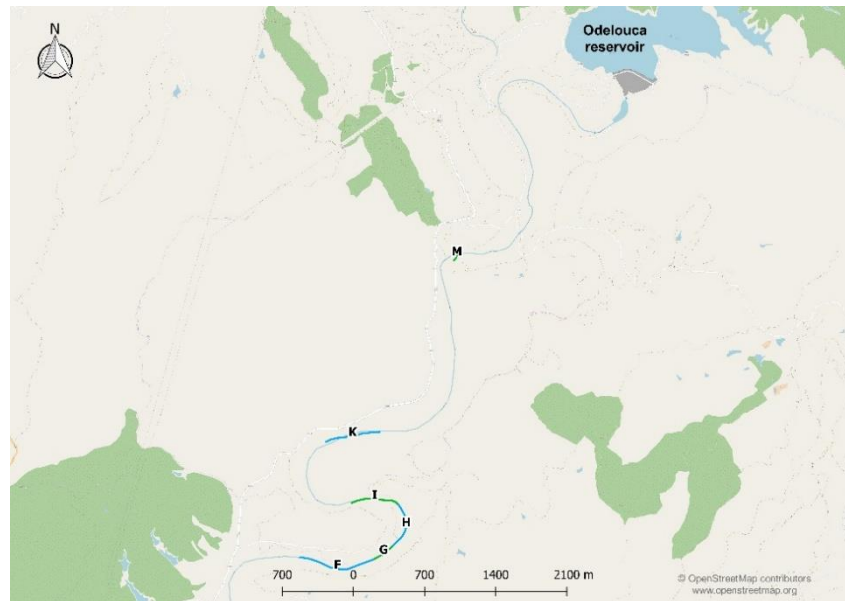 N
Odelouca
reservoir
M
K
I
H
G
F
700 0 700 1400 2100 m
© OpenStreetMap contributors
www.openstreetmap.org